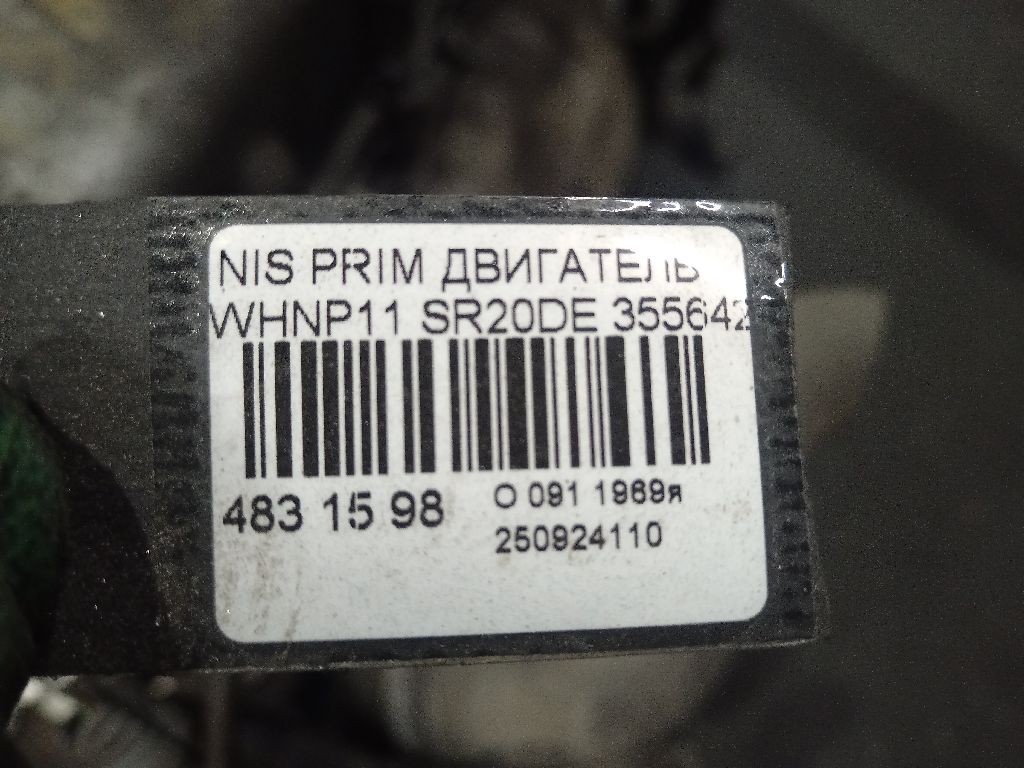 NIS PRIM ДВИГАТЕЛЬ
WHNP11 SR20DE 355642
483 15 98
О 091 1969я
250924110